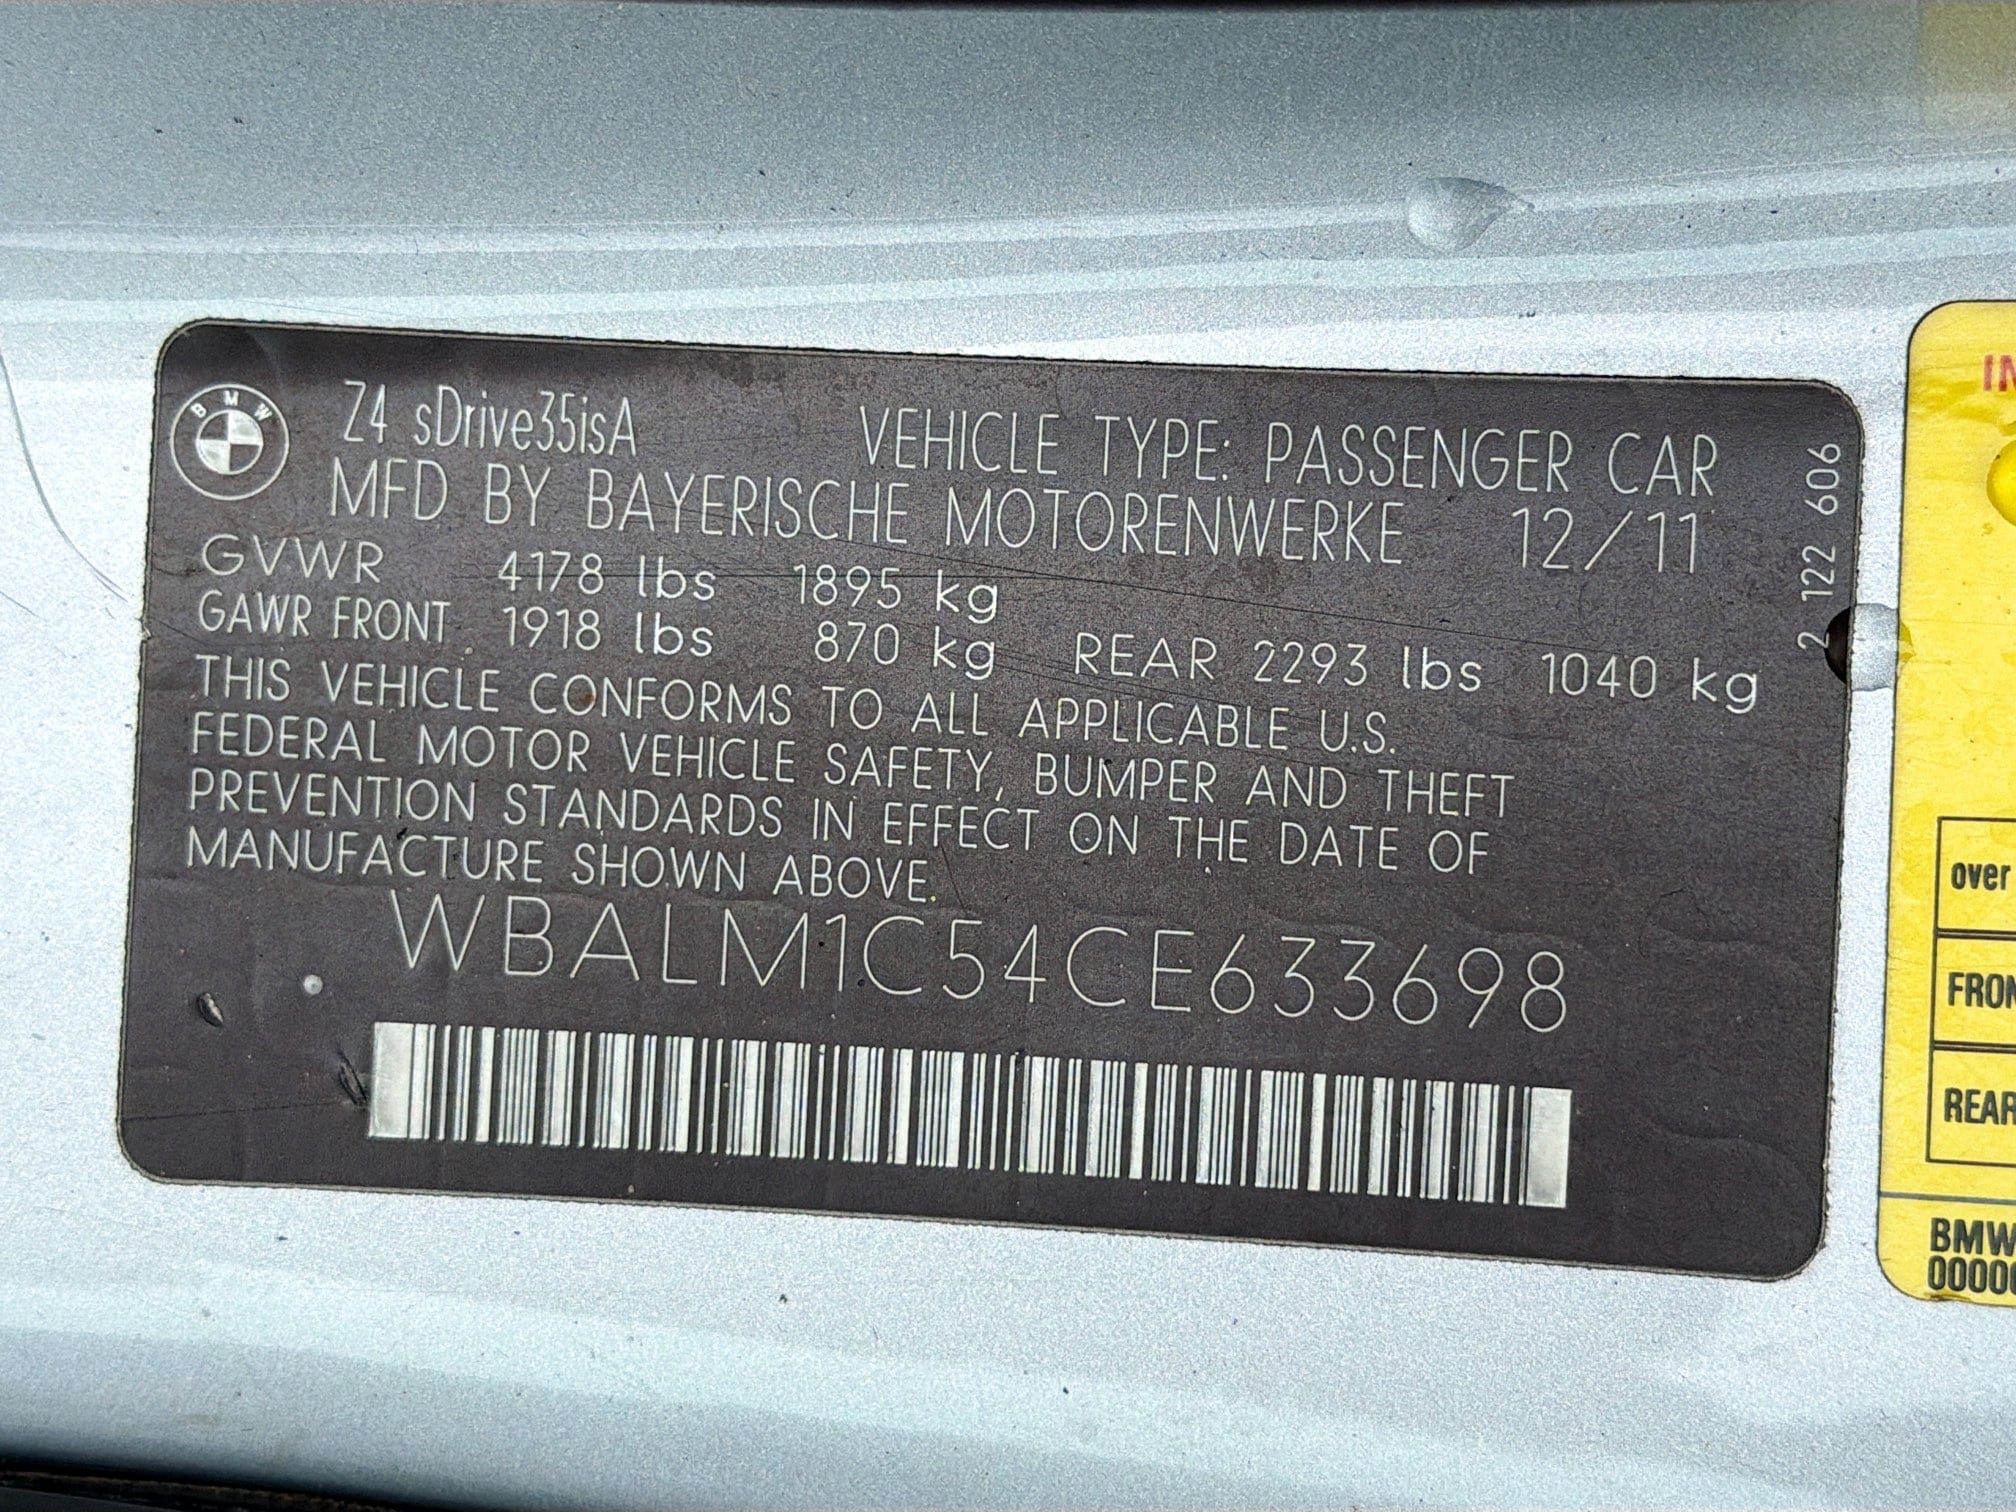 BMW
Z4 sDrive35isA VEHICLE TYPE: PASSENGER CAR
MFD BY BAYERISCHE MOTORENWERKE 12/11
GVWR 4178 lbs 1895 kg
GAWR FRONT 1918 lbs 870 kg REAR 2293 lbs 1040 kg
THIS VEHICLE CONFORMS TO ALL APPLICABLE U.S.
FEDERAL MOTOR VEHICLE SAFETY, BUMPER AND THEFT
PREVENTION STANDARDS IN EFFECT ON THE DATE OF
MANUFACTURE SHOWN ABOVE.
WBALM1C54CE633698
2 122 606
over
REAR
BMW